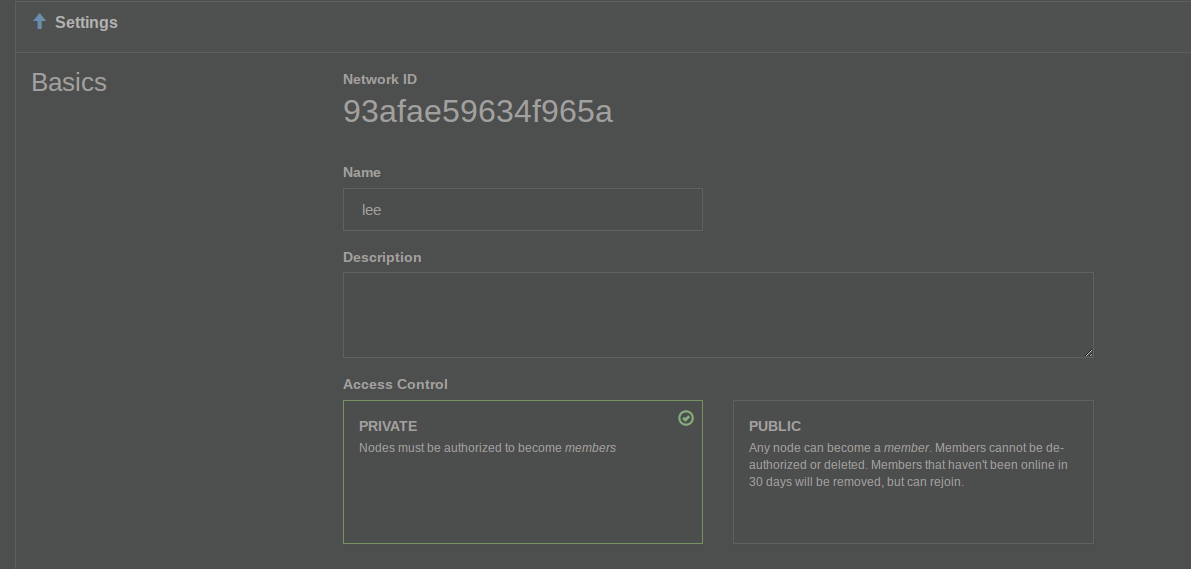 Settings
Basics
Network ID
93afae59634f965a
Name
lee
Description
Access Control
PRIVATE
Nodes must be authorized to become members
PUBLIC
Any node can become a member. Members cannot be de-
authorized or deleted. Members that haven't been online in
30 days will be removed, but can rejoin.